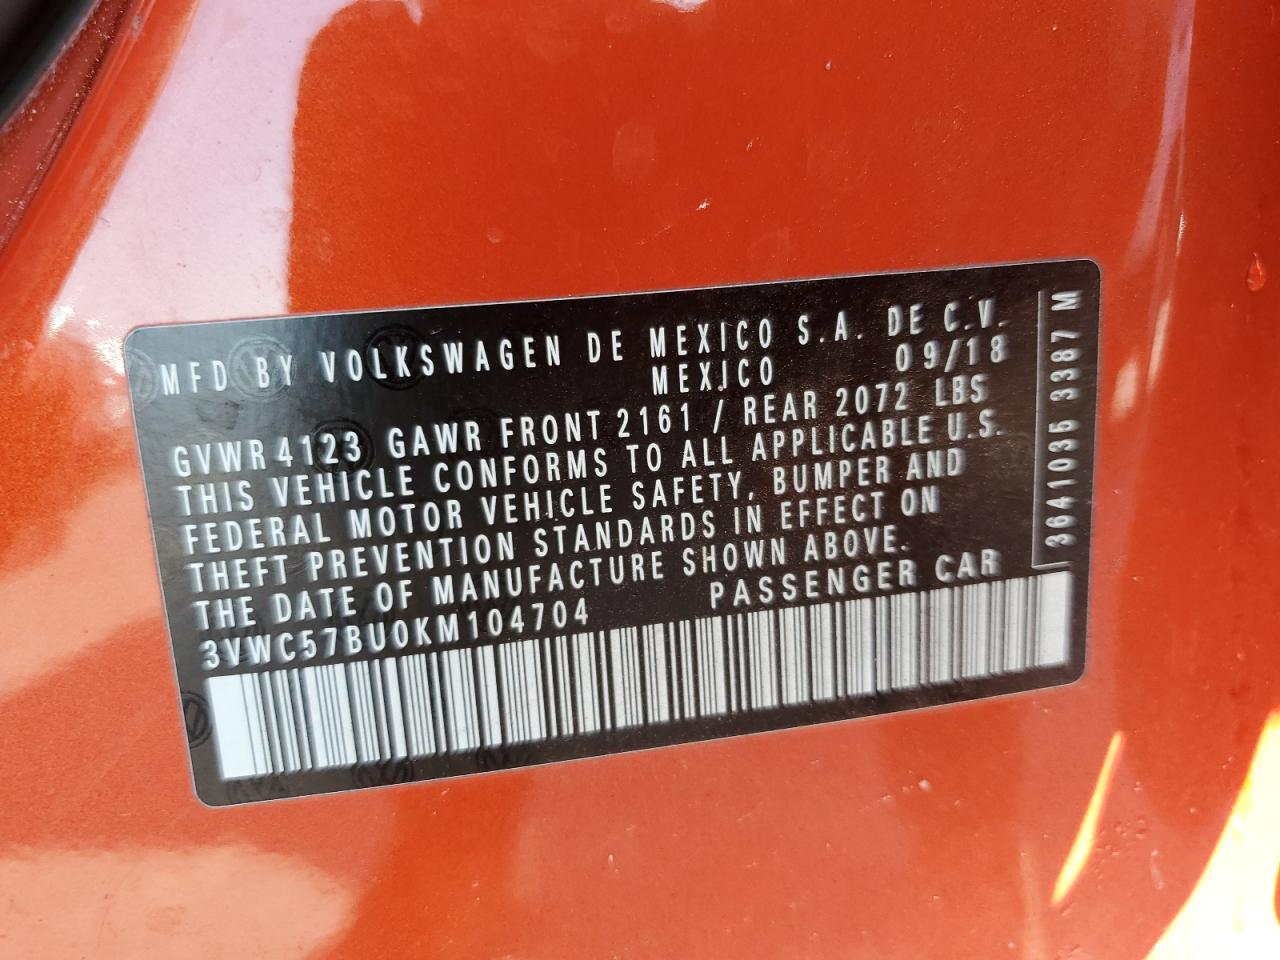 MFD BY VOLKSWAGEN DE MEXICO S.A. DE C.V.
MEXICO 09/18
GVWR 4123 GAWR FRONT 2161 / REAR 2072 LBS
THIS VEHICLE CONFORMS TO ALL APPLICABLE U.S.
FEDERAL MOTOR VEHICLE SAFETY, BUMPER AND
THEFT PREVENTION STANDARDS IN EFFECT ON
THE DATE OF MANUFACTURE SHOWN ABOVE.
3VWC57BU0KM104704 PASSENGER CAR
3641035 3387 M